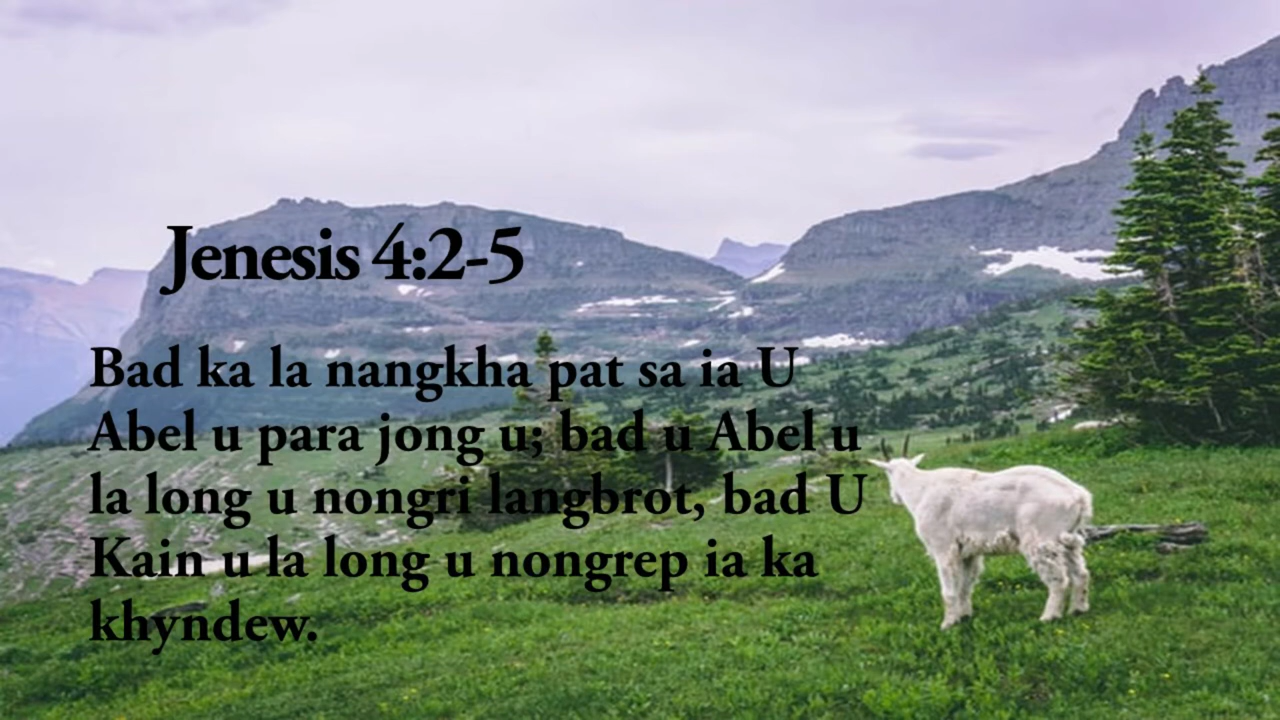 Jenesis 4:2-5
Bad ka la nangkha pat sa ia U
Abel u para jong u; bad u Abel u
la long u nongri langbrot, bad U
Kain u la long u nongrep ia ka
khyndew.